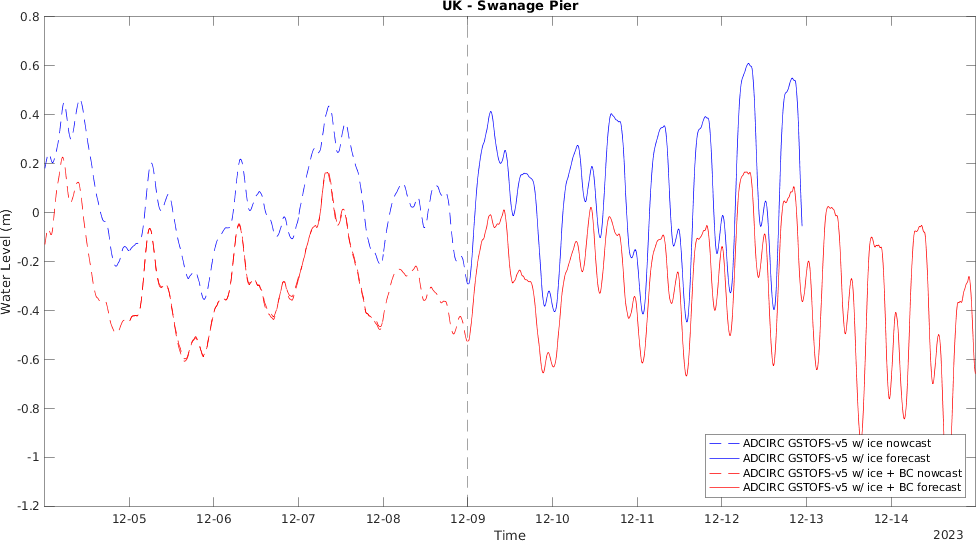 UK - Swanage Pier
Water Level (m)
0.8
0.6
0.4
0.2
0
-0.2
-0.4
-0.6
-0.8
-1
-1.2
ADCIRC GSTOFS-v5 w/ ice nowcast
ADCIRC GSTOFS-v5 w/ ice forecast
ADCIRC GSTOFS-v5 w/ ice + BC nowcast
ADCIRC GSTOFS-v5 w/ ice + BC forecast
12-05 12-06 12-07 12-08 12-09 12-10 12-11 12-12 12-13 12-14
Time
2023